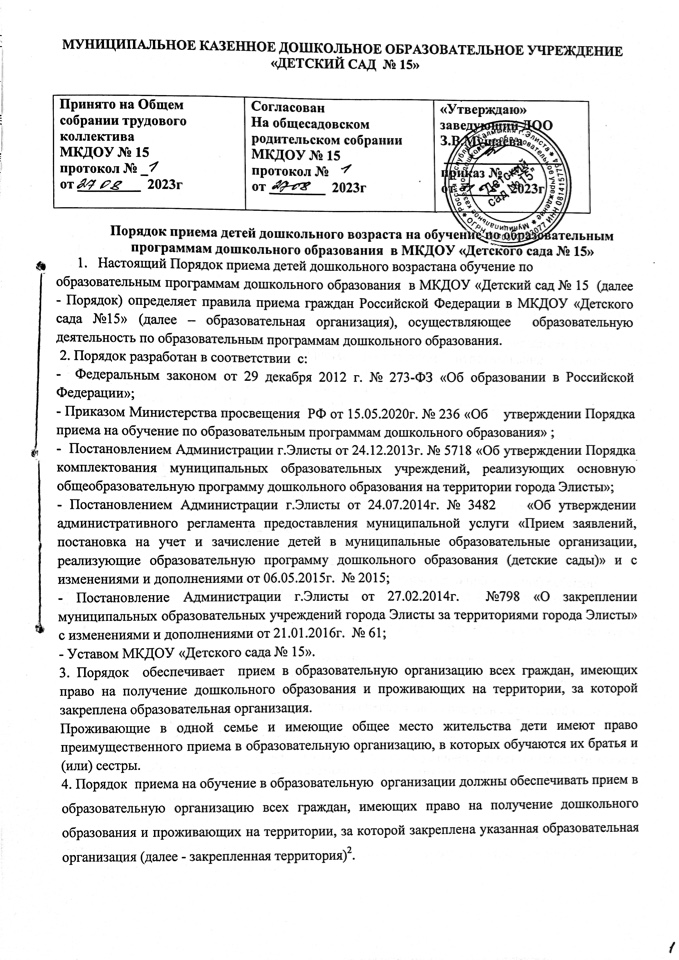 МУНИЦИПАЛЬНОЕ КАЗЕННОЕ ДОШКОЛЬНОЕ ОБРАЗОВАТЕЛЬНОЕ УЧРЕЖДЕНИЕ
«ДЕТСКИЙ САД № 15»
Принято на Общем
собрании трудового
коллектива
МКДОУ № 15
протокол № 1
от 27 08 2023г
Согласован
На общесадовском
родительском собрании
МКДОУ № 15
протокол № 1
от 27 08 2023г
«Утверждаю»
заведующий ДОО
З.В.Мушаева
приказ №
от 2023г
"Детский
сад № 15"
Порядок приема детей дошкольного возраста на обучение по образовательным
программам дошкольного образования в МКДОУ «Детского сада № 15»
1. Настоящий Порядок приема детей дошкольного возрастана обучение по
образовательным программам дошкольного образования в МКДОУ «Детский сад № 15 (далее
- Порядок) определяет правила приема граждан Российской Федерации в МКДОУ «Детского
сада №15» (далее – образовательная организация), осуществляющее образовательную
деятельность по образовательным программам дошкольного образования.
2. Порядок разработан в соответствии с:
- Федеральным законом от 29 декабря 2012 г. № 273-ФЗ «Об образовании в Российской
Федерации»;
- Приказом Министерства просвещения РФ от 15.05.2020г. № 236 «Об утверждении Порядка
приема на обучение по образовательным программам дошкольного образования» ;
- Постановлением Администрации г.Элисты от 24.12.2013г. № 5718 «Об утверждении Порядка
комплектования муниципальных образовательных учреждений, реализующих основную
общеобразовательную программу дошкольного образования на территории города Элисты»;
- Постановлением Администрации г.Элисты от 24.07.2014г. № 3482 «Об утверждении
административного регламента предоставления муниципальной услуги «Прием заявлений,
постановка на учет и зачисление детей в муниципальные образовательные организации,
реализующие образовательную программу дошкольного образования (детские сады)» и с
изменениями и дополнениями от 06.05.2015г. № 2015;
- Постановление Администрации г.Элисты от 27.02.2014г. №798 «О закреплении
муниципальных образовательных учреждений города Элисты за территориями города Элисты»
с изменениями и дополнениями от 21.01.2016г. № 61;
- Уставом МКДОУ «Детского сада № 15».
3. Порядок обеспечивает прием в образовательную организацию всех граждан, имеющих
право на получение дошкольного образования и проживающих на территории, за которой
закреплена образовательная организация.
Проживающие в одной семье и имеющие общее место жительства дети имеют право
преимущественного приема в образовательную организацию, в которых обучаются их братья и
(или) сестры.
4. Порядок приема на обучение в образовательную организации должны обеспечивать прием в
образовательную организацию всех граждан, имеющих право на получение дошкольного
образования и проживающих на территории, за которой закреплена указанная образовательная
организация (далее - закрепленная территория)2.
1